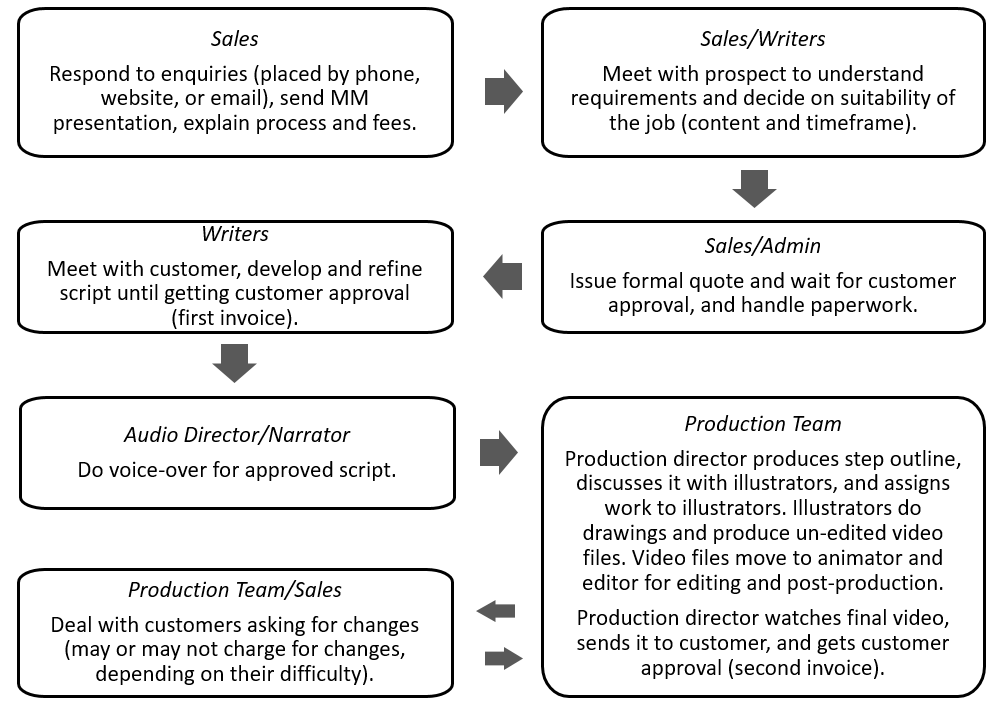 Sales
Respond to enquiries (placed by phone,
website, or email), send MM
presentation, explain process and fees.
Sales/Writers
Meet with prospect to understand
requirements and decide on suitability of
the job (content and timeframe).
Sales/Admin
Issue formal quote and wait for customer
approval, and handle paperwork.
Writers
Meet with customer, develop and refine
script until getting customer approval
(first invoice).
Audio Director/Narrator
Do voice-over for approved script.
Production Team
Production director produces step outline,
discusses it with illustrators, and assigns
work to illustrators. Illustrators do
drawings and produce un-edited video
files. Video files move to animator and
editor for editing and post-production.
Production director watches final video,
sends it to customer, and gets customer
approval (second invoice).
Production Team/Sales
Deal with customers asking for changes
(may or may not charge for changes,
depending on their difficulty).